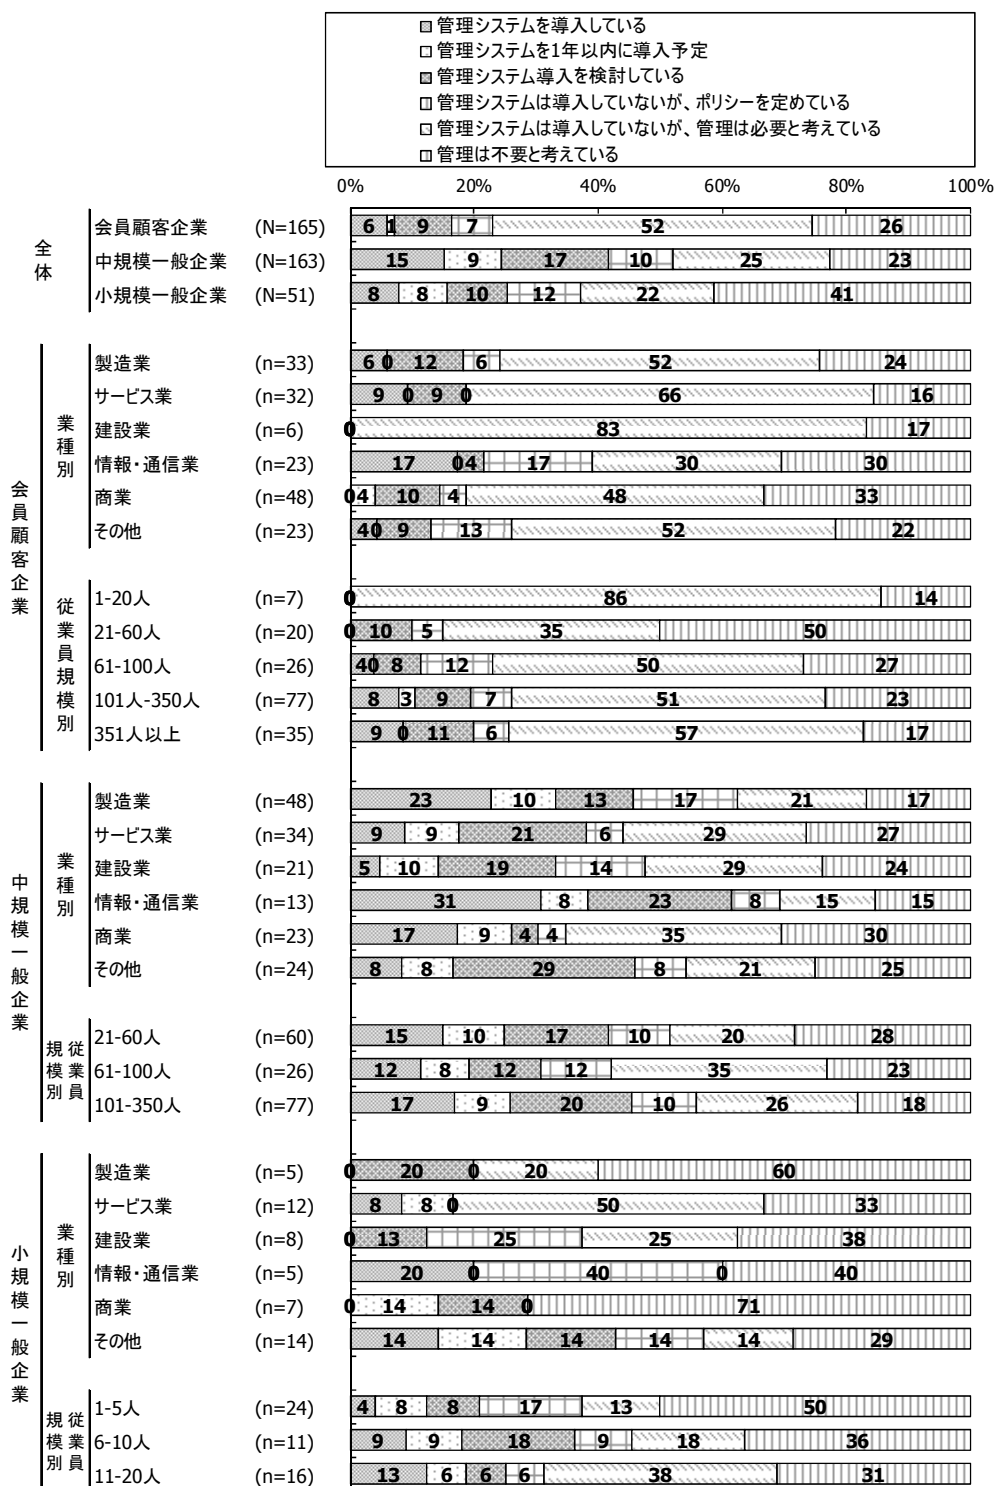 管理システムを導入している
管理システムを1年以内に導入予定
管理システム導入を検討している
管理システムは導入していないが、ポリシーを定めている
管理システムは導入していないが、管理は必要と考えている
管理は不要と考えている
0% 20% 40% 60% 80% 100%
全体
会員顧客企業 (N=165) 6 1 9 7 52 26
中規模一般企業 (N=163) 15 9 17 10 25 23
小規模一般企業 (N=51) 8 8 10 12 22 41
会員顧客企業
業種別
製造業 (n=33) 6 0 12 6 52 24
サービス業 (n=32) 9 0 9 0 66 16
建設業 (n=6) 0 83 17
情報・通信業 (n=23) 17 0 4 17 30 30
商業 (n=48) 0 4 10 4 48 33
その他 (n=23) 4 0 9 13 52 22
従業員規模別
1-20人 (n=7) 0 86 14
21-60人 (n=20) 0 10 5 35 50
61-100人 (n=26) 4 0 8 12 50 27
101人-350人 (n=77) 8 3 9 7 51 23
351人以上 (n=35) 9 0 11 6 57 17
中規模一般企業
業種別
製造業 (n=48) 23 10 13 17 21 17
サービス業 (n=34) 9 9 21 6 29 27
建設業 (n=21) 5 10 19 14 29 24
情報・通信業 (n=13) 31 8 23 8 15 15
商業 (n=23) 17 9 4 4 35 30
その他 (n=24) 8 8 29 8 21 25
従業員規模別
21-60人 (n=60) 15 10 17 10 20 28
61-100人 (n=26) 12 8 12 12 35 23
101-350人 (n=77) 17 9 20 10 26 18
小規模一般企業
業種別
製造業 (n=5) 0 20 0 20 60
サービス業 (n=12) 8 8 0 50 33
建設業 (n=8) 0 13 25 25 38
情報・通信業 (n=5) 20 0 40 0 40
商業 (n=7) 0 14 14 0 71
その他 (n=14) 14 14 14 14 14 29
従業員規模別
1-5人 (n=24) 4 8 8 17 13 50
6-10人 (n=11) 9 9 18 9 18 36
11-20人 (n=16) 13 6 6 6 38 31